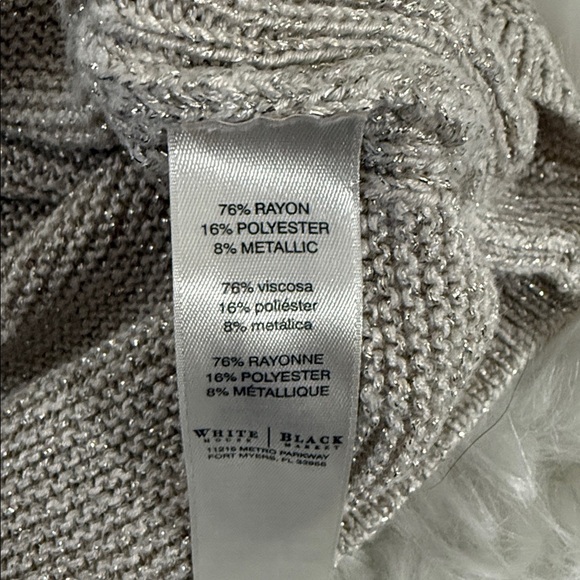 76% RAYON
16% POLYESTER
8% METALLIC
76% viscosa
16% poliéster
8% metálica
76% RAYONNE
16% POLYESTER
8% MÉTALLIQUE
WHITE | BLACK
HOUSE MARKET
11215 METRO PARKWAY
FORT MYERS, FL 33966